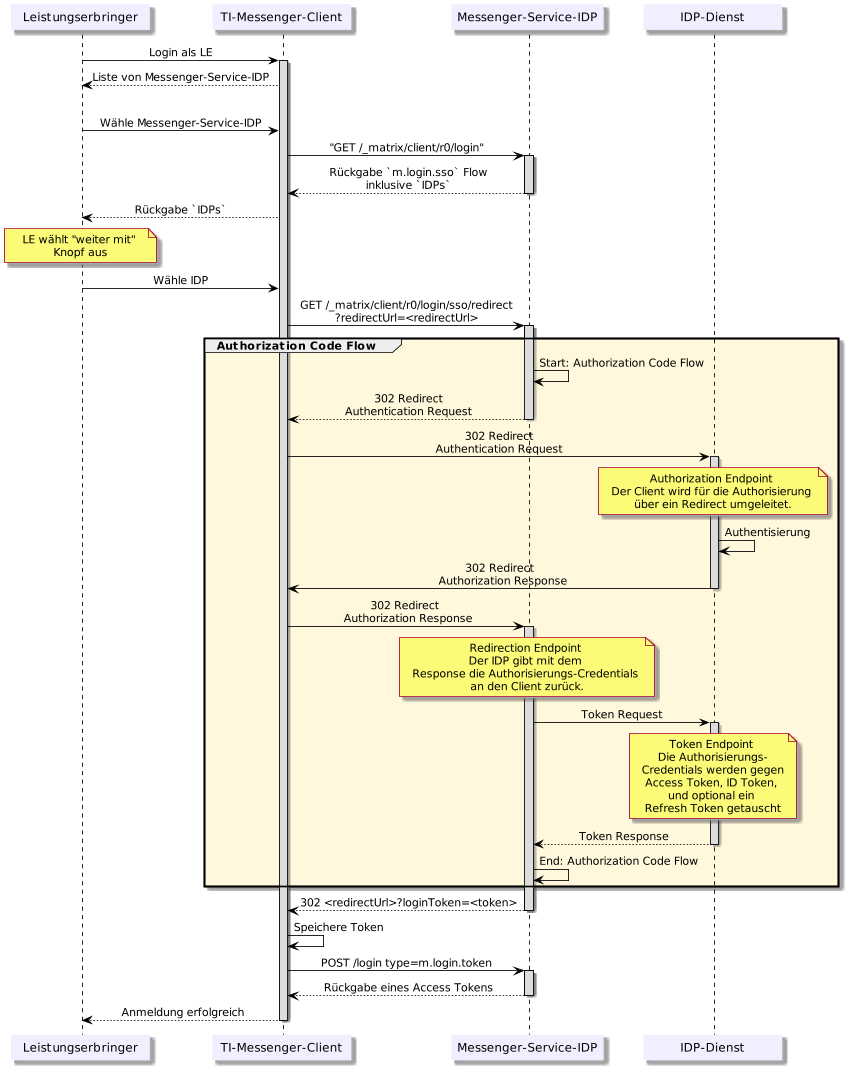 Leistungserbringer
TI-Messenger-Client
Messenger-Service-IDP
IDP-Dienst
Login als LE
Liste von Messenger-Service-IDP
Wähle Messenger-Service-IDP
"GET /_matrix/client/r0/login"
Rückgabe `m.login.sso` Flow
inklusive `IDPs`
Rückgabe `IDPs`
LE wählt "weiter mit"
Knopf aus
Wähle IDP
GET /_matrix/client/r0/login/sso/redirect
?redirectUrl=<redirectUrl>
Authorization Code Flow
Start: Authorization Code Flow
302 Redirect
Authentication Request
302 Redirect
Authentication Request
Authorization Endpoint
Der Client wird für die Authorisierung
über ein Redirect umgeleitet.
Authentisierung
302 Redirect
Authorization Response
302 Redirect
Authorization Response
Redirection Endpoint
Der IDP gibt mit dem
Response die Authorisierungs-Credentials
an den Client zurück.
Token Request
Token Endpoint
Die Authorisierungs-
Credentials werden gegen
Access Token, ID Token,
und optional ein
Refresh Token getauscht
Token Response
End: Authorization Code Flow
302 <redirectUrl>?loginToken=<token>
Speichere Token
POST /login type=m.login.token
Rückgabe eines Access Tokens
Anmeldung erfolgreich
Leistungserbringer
TI-Messenger-Client
Messenger-Service-IDP
IDP-Dienst